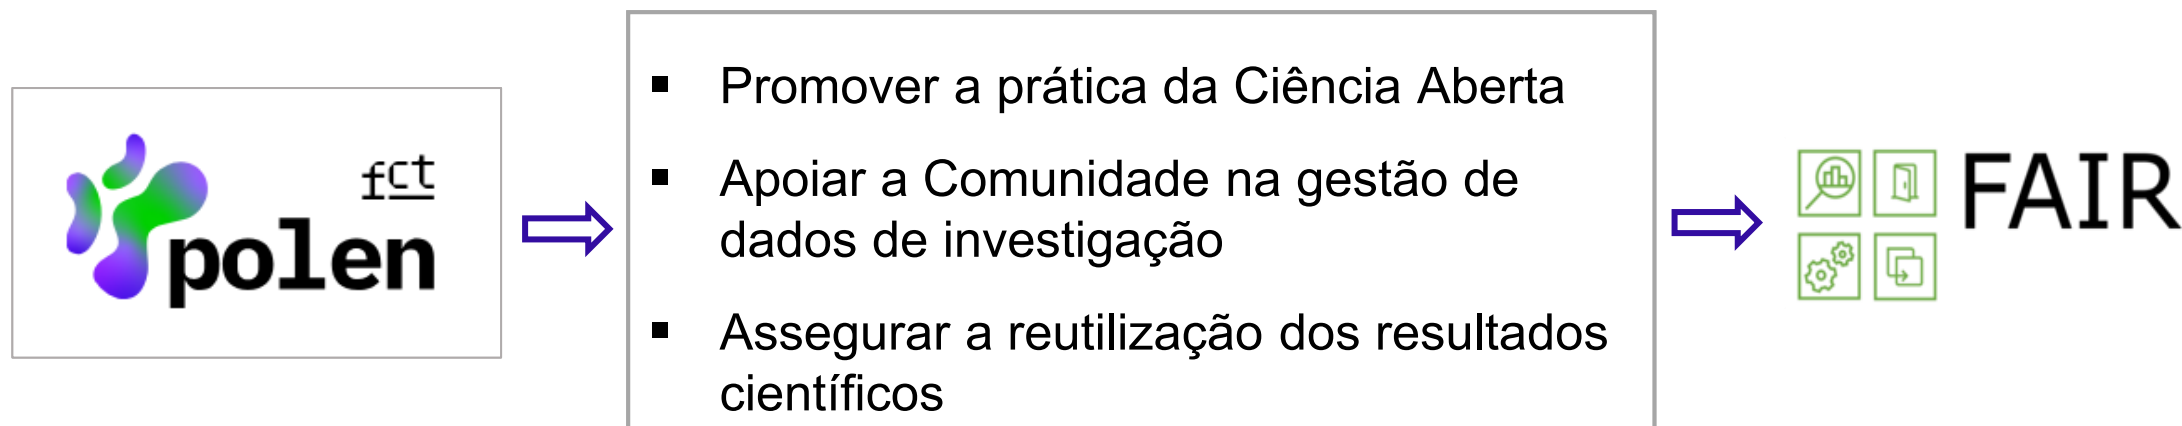 fct
polen
▪ Promover a prática da Ciência Aberta
▪ Apoiar a Comunidade na gestão de
dados de investigação
▪ Assegurar a reutilização dos resultados
científicos
FAIR